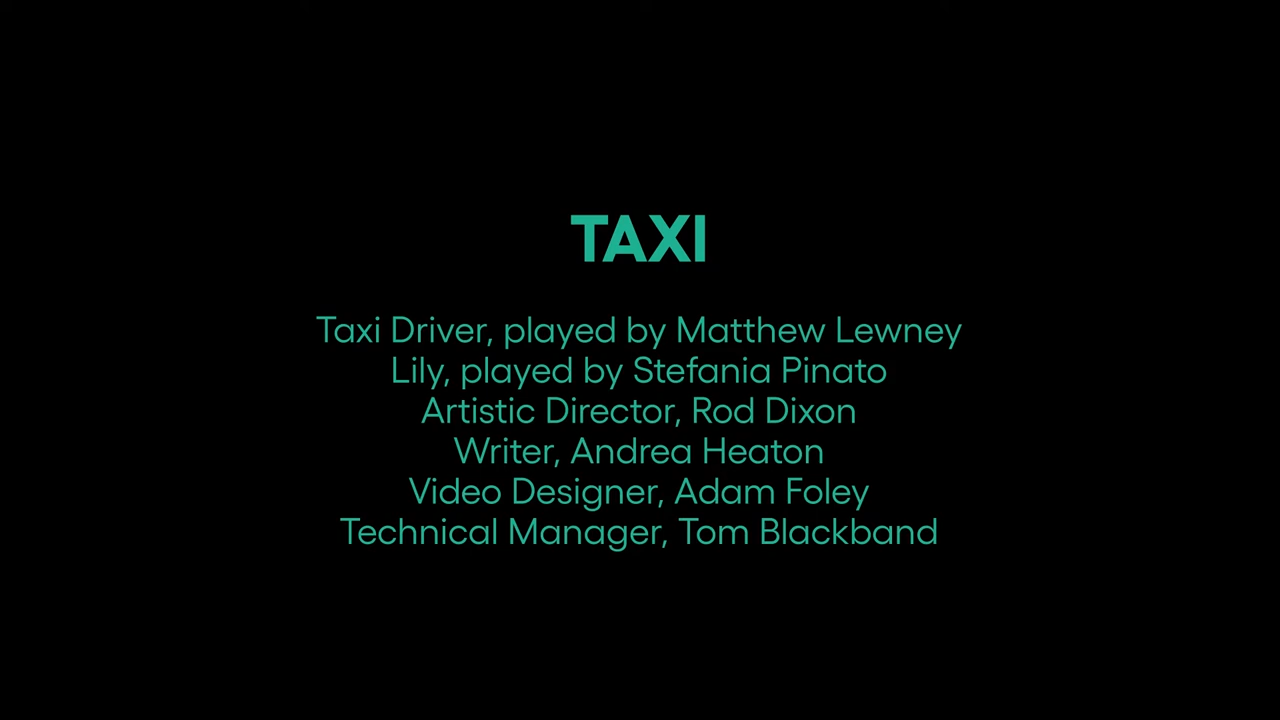 TAXI
Taxi Driver, played by Matthew Lewney
Lily, played by Stefania Pinato
Artistic Director, Rod Dixon
Writer, Andrea Heaton
Video Designer, Adam Foley
Technical Manager, Tom Blackband